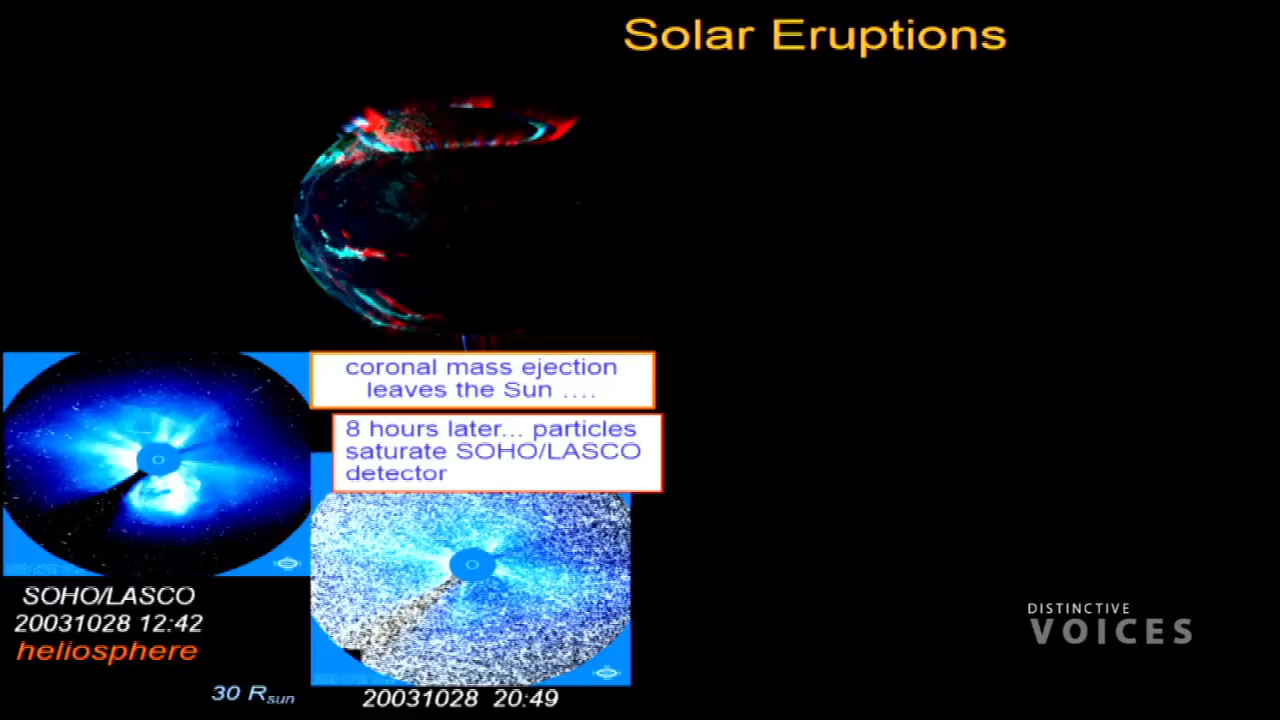 Solar Eruptions
coronal mass ejection
leaves the Sun ....
8 hours later... particles
saturate SOHO/LASCO
detector
SOHO/LASCO
20031028 12:42
heliosphere
30 Rsun
20031028 20:49
DISTINCTIVE
VOICES